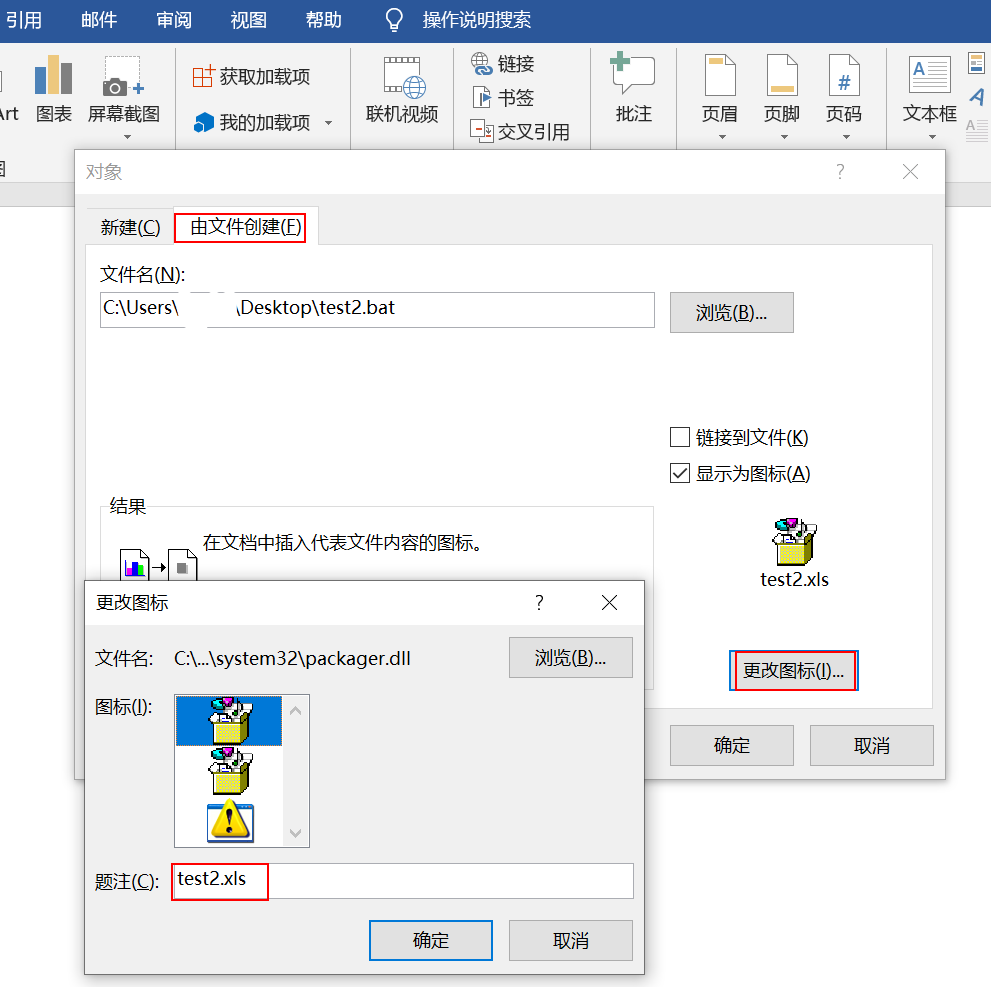 引用 邮件 审阅 视图 帮助 操作说明搜索
获取加载项
链接
书签
交叉引用
图表 屏幕截图
我的加载项
联机视频
批注
页眉 页脚 页码
#
文本框
A
A
A
对象 ?
新建(C) 由文件创建(F)
文件名(N):
C:\Users\ \Desktop\test2.bat
浏览(B)...
链接到文件(K)
显示为图标(A)
结果
在文档中插入代表文件内容的图标。
test2.xls
更改图标(I)...
确定 取消
更改图标 ?
文件名: C:\...\system32\packager.dll
浏览(B)...
图标(I):
题注(C): test2.xls
确定 取消